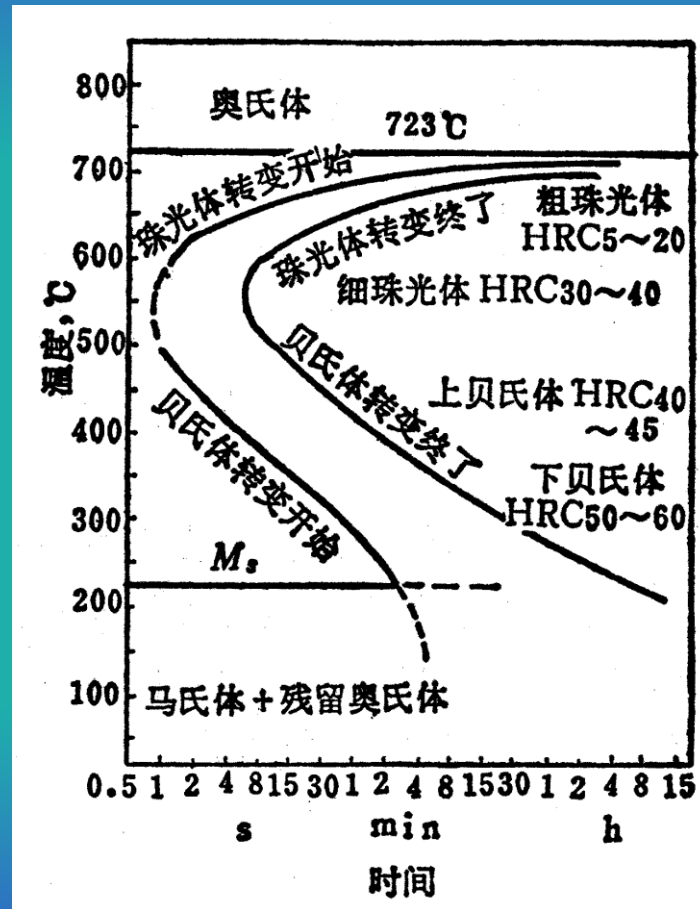 800
奥氏体
723℃
700
珠光体转变开始
珠光体转变终了
粗珠光体
HRC5～20
600
细珠光体 HRC30～40
温度,℃
500
贝氏体转变终了
上贝氏体 HRC40
～45
400
贝氏体转变开始
下贝氏体
HRC50～60
300
Ms
200
100
马氏体+残留奥氏体
0.5 1 2 4 8 15 30 1 2 4 8 15 30 1 2 4 8 15
s min h
时间